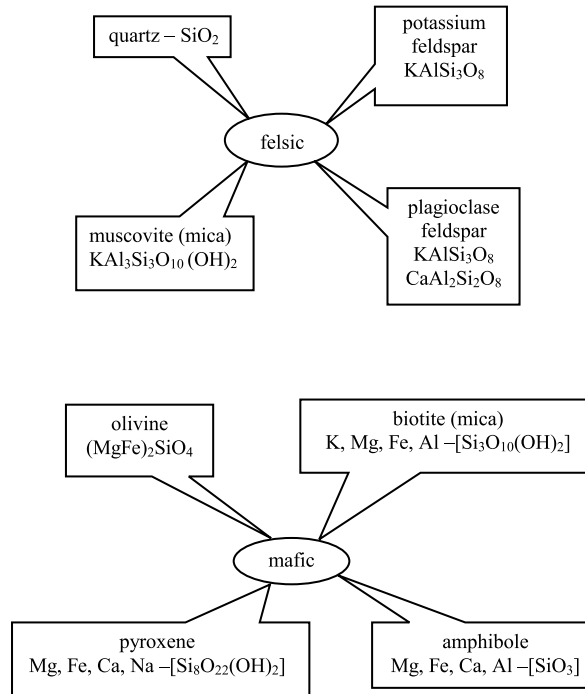 quartz – SiO₂
potassium
feldspar
KAlSi₃O₈
felsic
muscovite (mica)
KAl₃Si₃O₁₀ (OH)₂
plagioclase
feldspar
KAlSi₃O₈
CaAl₂Si₂O₈
olivine
(MgFe)₂SiO₄
biotite (mica)
K, Mg, Fe, Al –[Si₃O₁₀(OH)₂]
mafic
pyroxene
Mg, Fe, Ca, Na –[Si₈O₂₂(OH)₂]
amphibole
Mg, Fe, Ca, Al –[SiO₃]